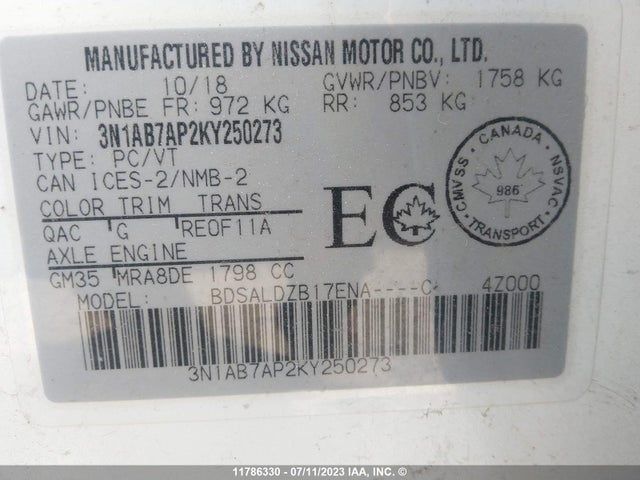 MANUFACTURED BY NISSAN MOTOR CO., LTD.
DATE: 10/18 GVWR/PNBV: 1758 KG
GAWR/PNBE FR: 972 KG RR: 853 KG
VIN: 3N1AB7AP2KY250273
TYPE: PC/VT
CAN ICES-2/NMB-2
COLOR TRIM TRANS
QAC G RE0F11A
AXLE ENGINE
GM35 MRA8DE 1798 CC
MODEL: BDSALDZB17ENA-----C 4Z000
EC
CANADA
CMVSS NSVAC
986
TRANSPORT
3N1AB7AP2KY250273
11786330 - 07/11/2023 IAA, INC. ©